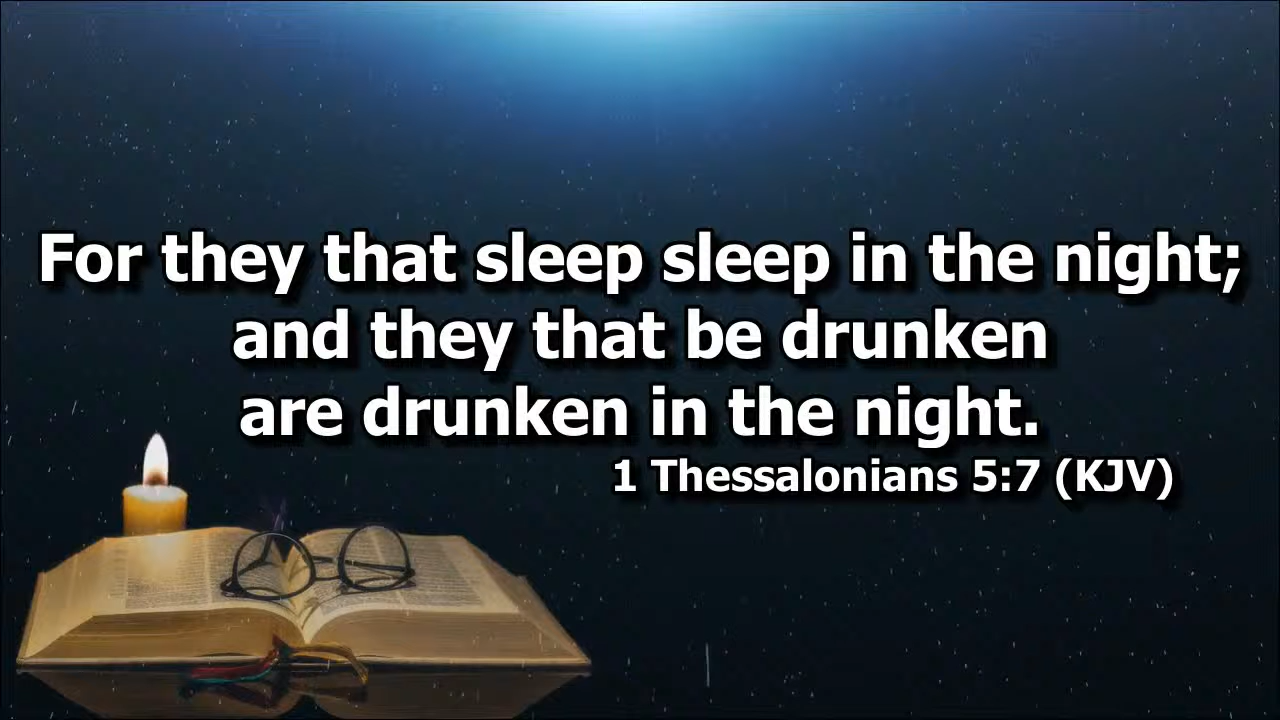 For they that sleep sleep in the night;
and they that be drunken
are drunken in the night.
1 Thessalonians 5:7 (KJV)